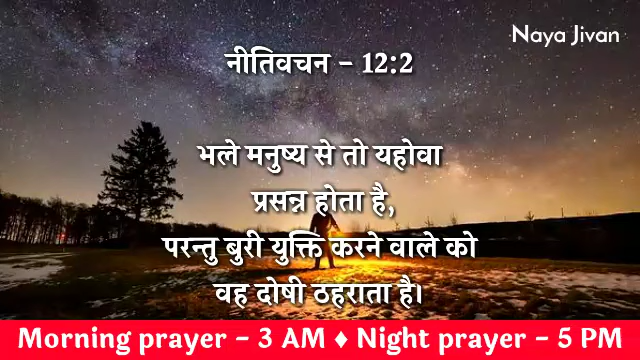 Naya Jivan
नीतिवचन - 12:2
भले मनुष्य से तो यहोवा
प्रसन्न होता है,
परन्तु बुरी युक्ति करने वाले को
वह दोषी ठहराता है।
Morning prayer - 3 AM ♦ Night prayer - 5 PM